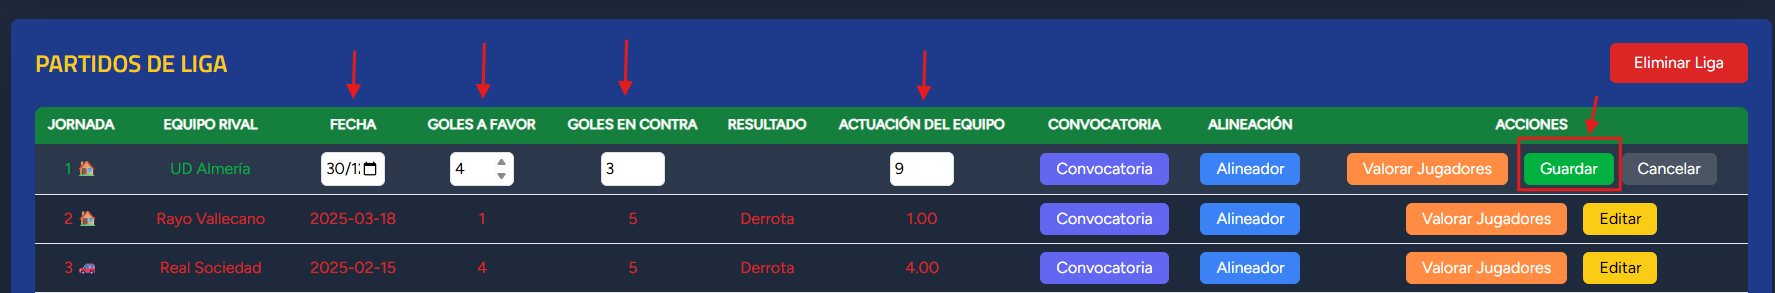 PARTIDOS DE LIGA
Eliminar Liga
JORNADA EQUIPO RIVAL FECHA GOLES A FAVOR GOLES EN CONTRA RESULTADO ACTUACIÓN DEL EQUIPO CONVOCATORIA ALINEACIÓN ACCIONES
1 UD Almería 30/1 4 3 9 Convocatoria Alineador Valorar Jugadores Guardar Cancelar
2 Rayo Vallecano 2025-03-18 1 5 Derrota 1.00 Convocatoria Alineador Valorar Jugadores Editar
3 Real Sociedad 2025-02-15 4 5 Derrota 4.00 Convocatoria Alineador Valorar Jugadores Editar